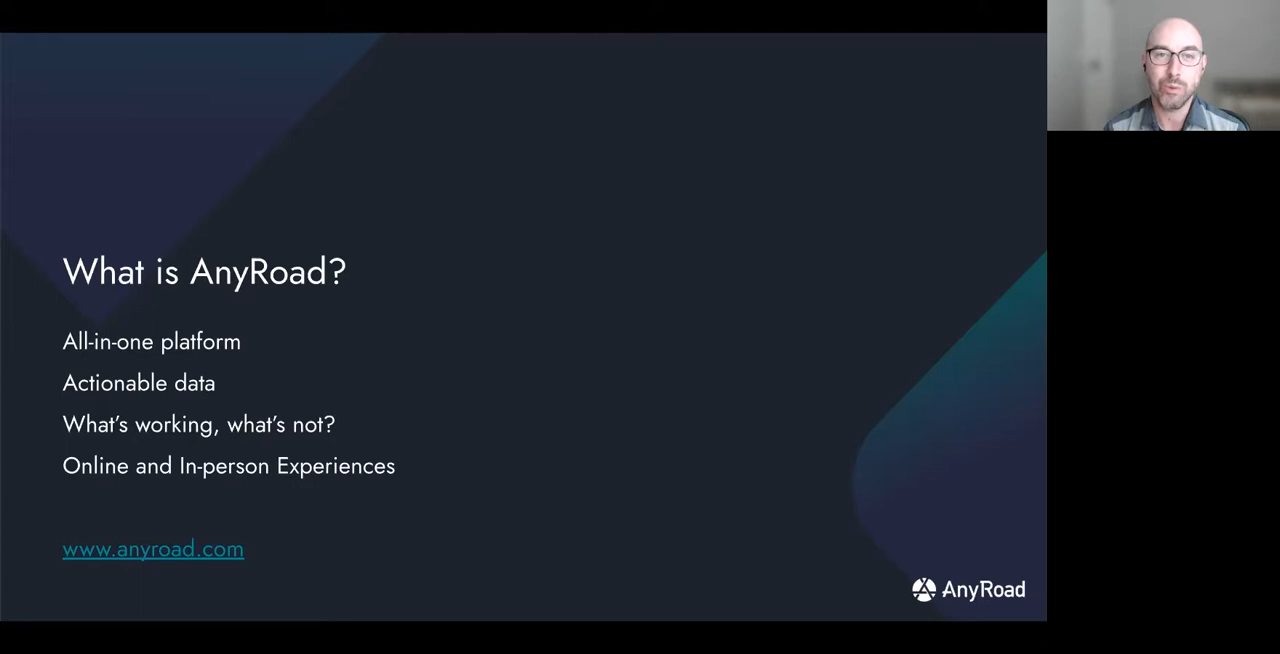 What is AnyRoad?
All-in-one platform
Actionable data
What's working, what's not?
Online and In-person Experiences
www.anyroad.com
AnyRoad